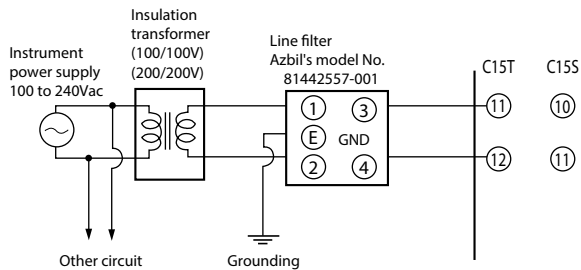 Insulation
transformer
(100/100V)
(200/200V)
Instrument
power supply
100 to 240Vac
Line filter
Azbil's model No.
81442557-001
C15T C15S
1 3 11 10
E GND
2 4 12 11
Other circuit
Grounding